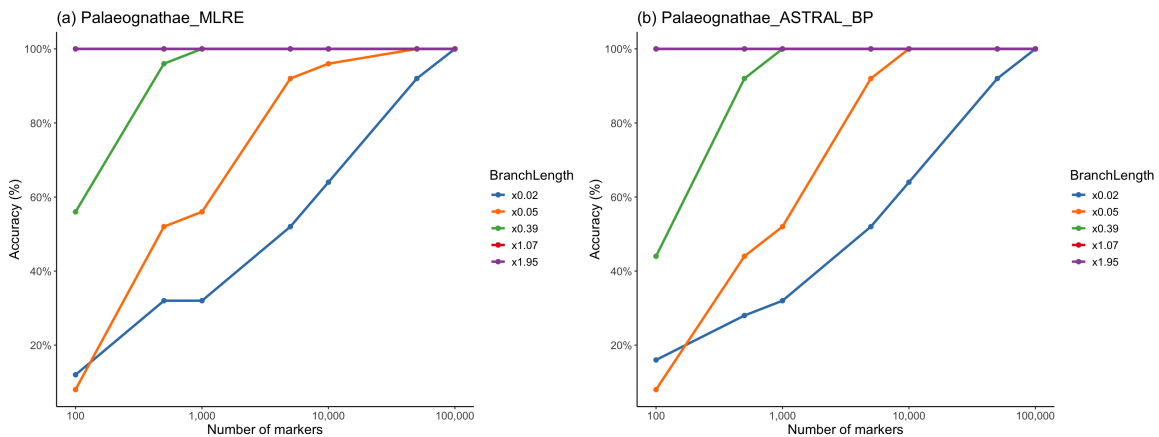 (a) Palaeognathae_MLRE
100%
80%
60%
40%
20%
Accuracy (%)
100
1,000
10,000
100,000
Number of markers
BranchLength
x0.02
x0.05
x0.39
x1.07
x1.95
(b) Palaeognathae_ASTRAL_BP
100%
80%
60%
40%
20%
Accuracy (%)
100
1,000
10,000
100,000
Number of markers
BranchLength
x0.02
x0.05
x0.39
x1.07
x1.95